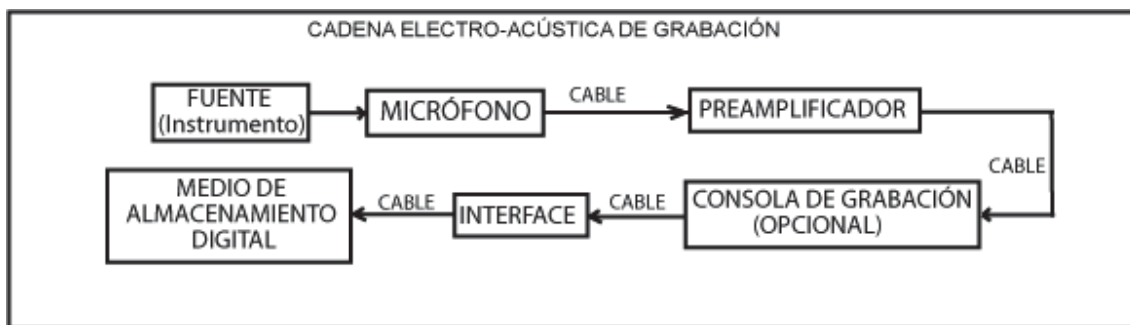 CADENA ELECTRO-ACÚSTICA DE GRABACIÓN
FUENTE
(Instrumento)
MICRÓFONO
CABLE
PREAMPLIFICADOR
CABLE
CONSOLA DE GRABACIÓN
(OPCIONAL)
CABLE
INTERFACE
CABLE
MEDIO DE
ALMACENAMIENTO
DIGITAL